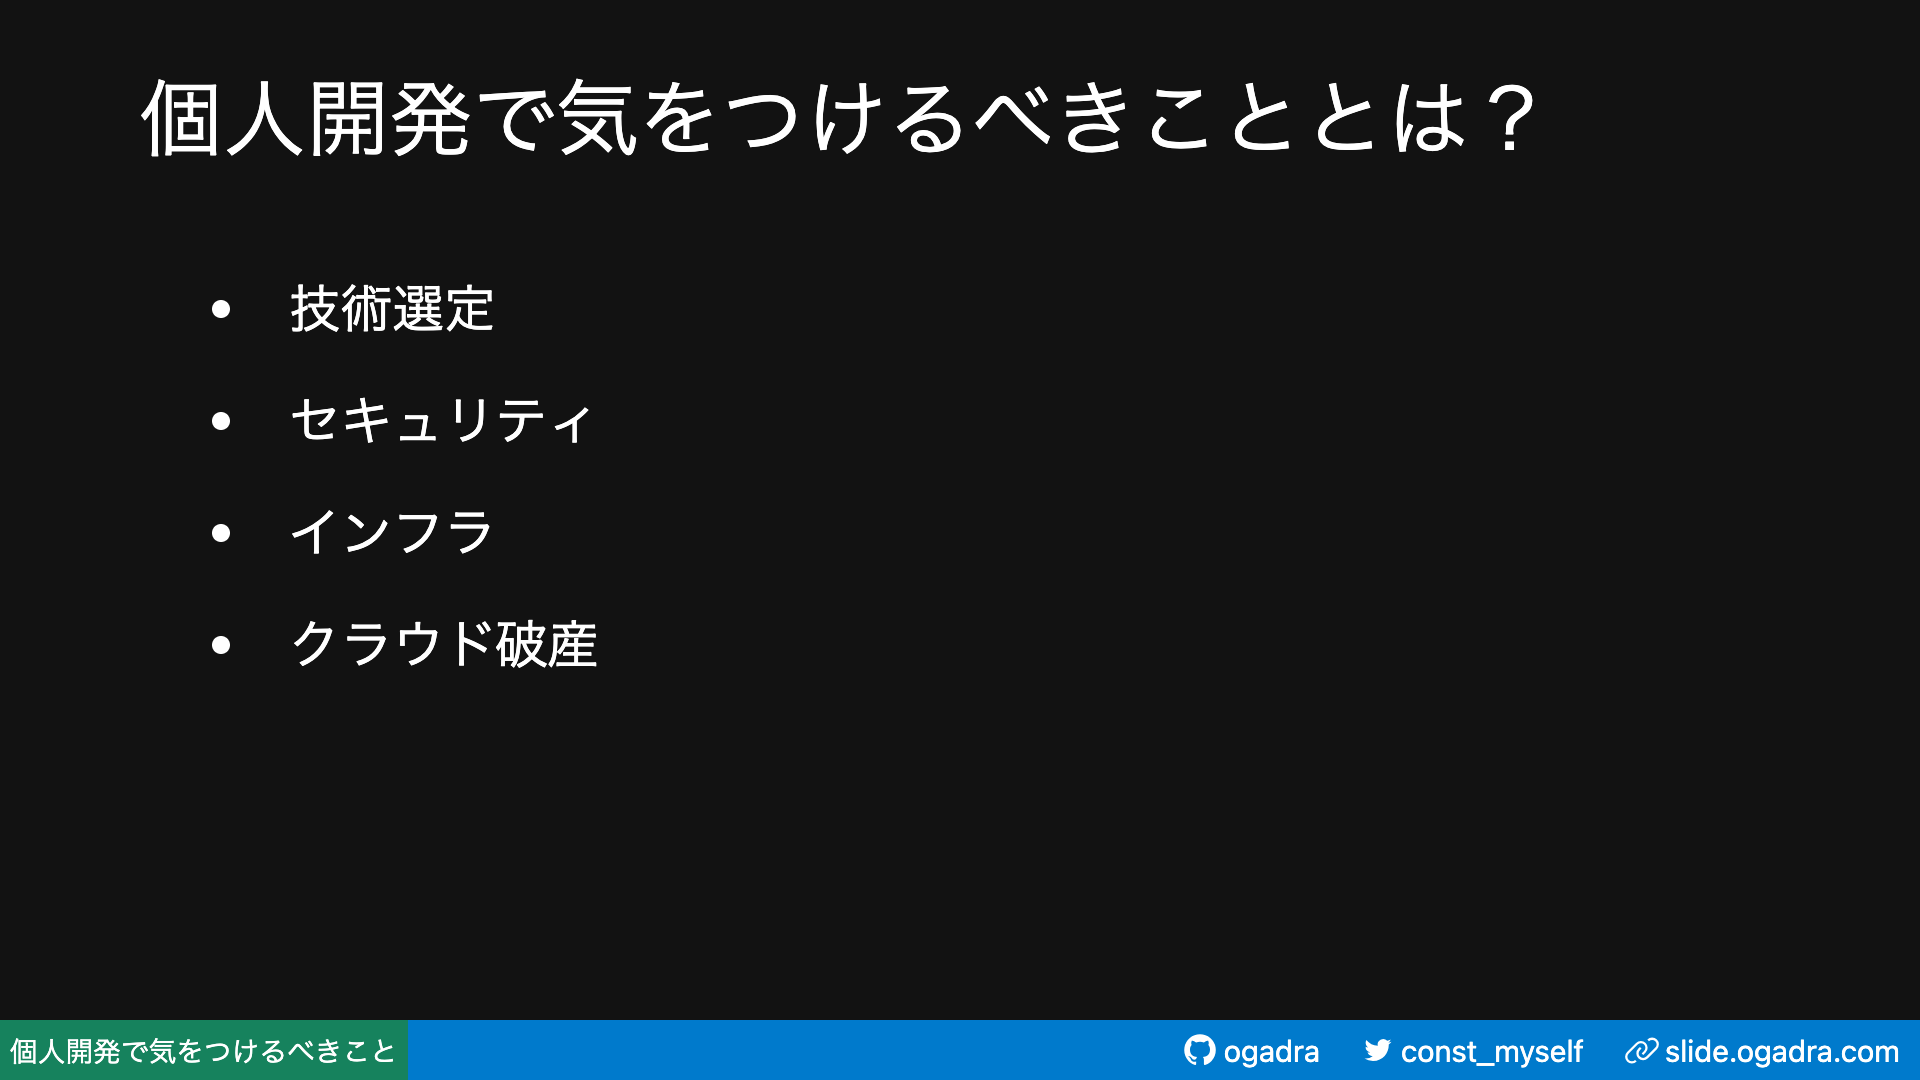 個人開発で気をつけるべきこととは？
• 技術選定
• セキュリティ
• インフラ
• クラウド破産
個人開発で気をつけるべきこと ogadra const_myself slide.ogadra.com